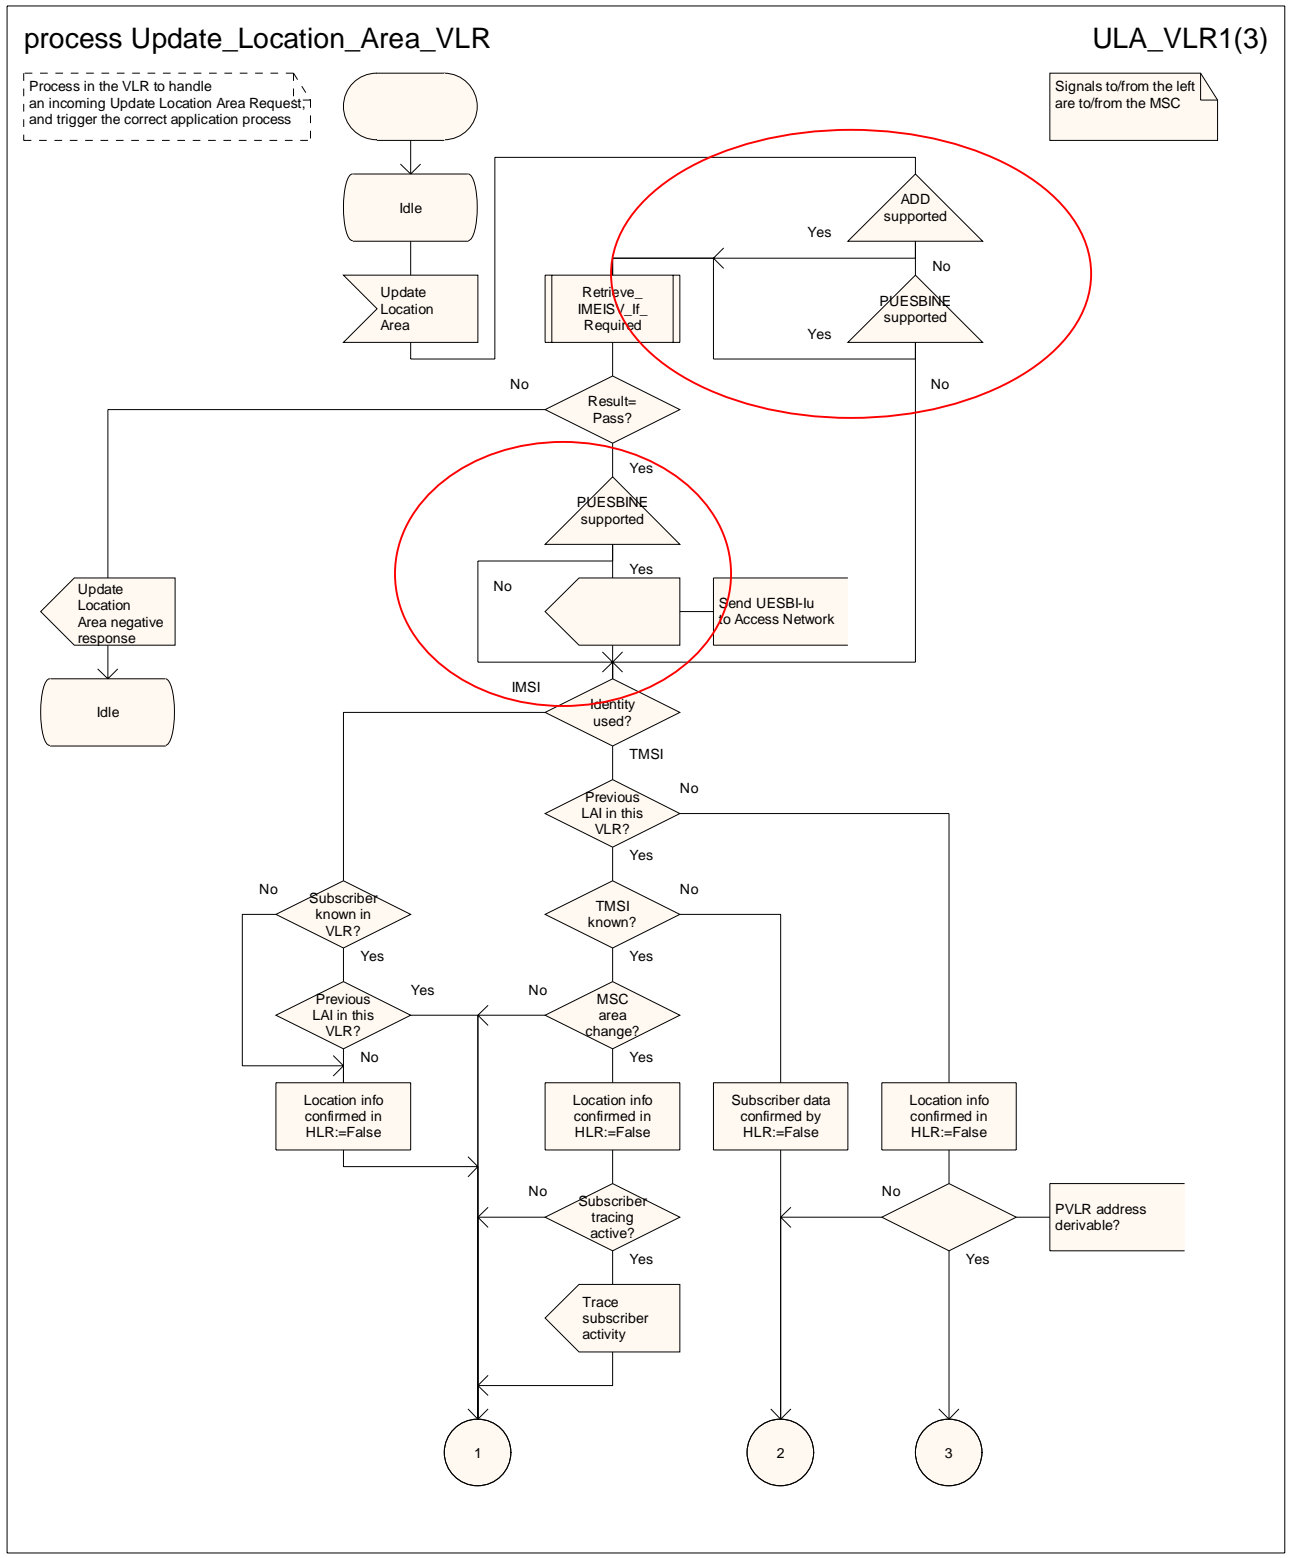 process Update_Location_Area_VLR
ULA_VLR1(3)
Process in the VLR to handle
an incoming Update Location Area Request,
and trigger the correct application process
Signals to/from the left
are to/from the MSC
Idle
ADD
supported
Yes
No
Update
Location
Area
Retrieve_
IMEISV_If_
Required
PUESBINE
supported
Yes
No
No
Result=
Pass?
Yes
PUESBINE
supported
Yes
No
Send UESBI-Iu
to Access Network
Update
Location
Area negative
response
Idle
IMSI
Identity
used?
TMSI
Previous
LAI in this
VLR?
No
Yes
No
Subscriber
known in
VLR?
Yes
TMSI
known?
No
Yes
Previous
LAI in this
VLR?
Yes
No
No
MSC
area
change?
Yes
Location info
confirmed in
HLR:=False
Location info
confirmed in
HLR:=False
Subscriber data
confirmed by
HLR:=False
Location info
confirmed in
HLR:=False
No
Subscriber
tracing
active?
Yes
No
Yes
PVLR address
derivable?
Trace
subscriber
activity
1
2
3